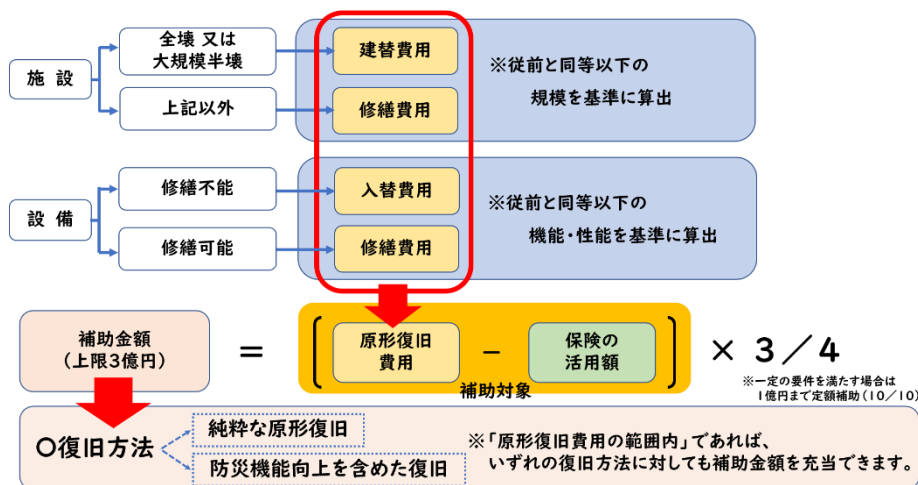 施設
全壊 又は
大規模半壊
建替費用
上記以外
修繕費用
※従前と同等以下の
規模を基準に算出
設備
修繕不能
入替費用
修繕可能
修繕費用
※従前と同等以下の
機能・性能を基準に算出
補助金額
(上限3億円)
＝
原形復旧
費用
－
保険の
活用額
補助対象
× 3／4
※一定の要件を満たす場合は
1億円まで定額補助(10／10)
〇復旧方法
純粋な原形復旧
防災機能向上を含めた復旧
※「原形復旧費用の範囲内」であれば、
いずれの復旧方法に対しても補助金額を充当できます。